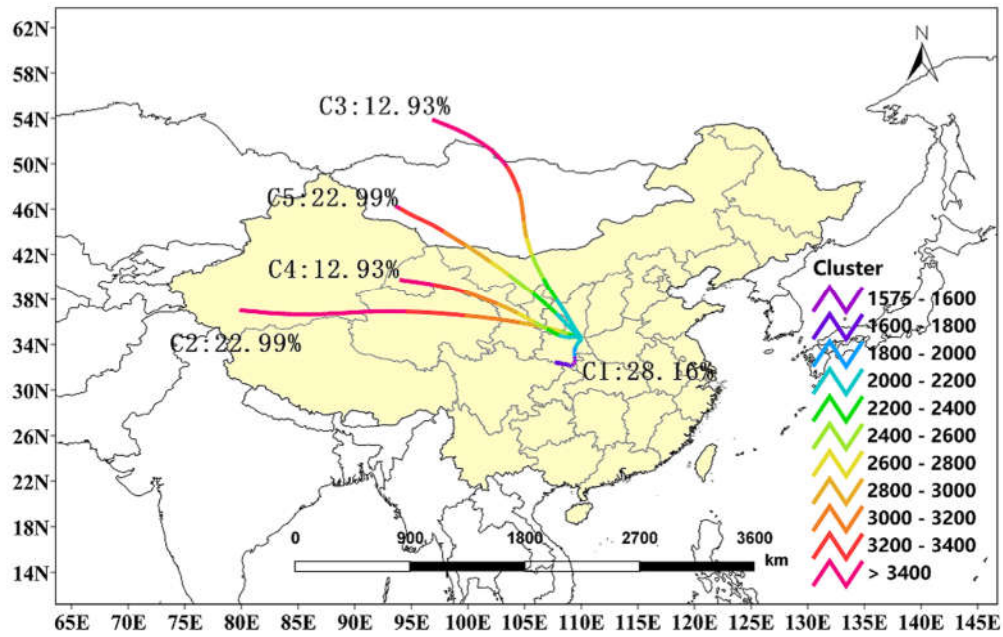 62N
58N
54N
50N
46N
42N
38N
34N
30N
26N
22N
18N
14N
N
C3:12.93%
C5:22.99%
C4:12.93%
C2:22.99%
C1:28.16%
Cluster
1575 - 1600
1600 - 1800
1800 - 2000
2000 - 2200
2200 - 2400
2400 - 2600
2600 - 2800
2800 - 3000
3000 - 3200
3200 - 3400
> 3400
0 900 1800 2700 3600
km
65E 70E 75E 80E 85E 90E 95E 100E 105E 110E 115E 120E 125E 130E 135E 140E 145E